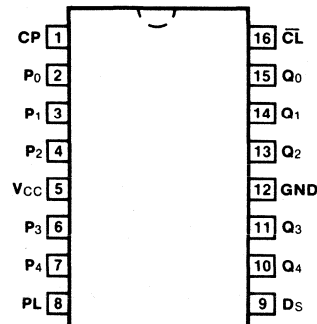 CP 1 16 C̅L̅
P0 2 15 Q0
P1 3 14 Q1
P2 4 13 Q2
VCC 5 12 GND
P3 6 11 Q3
P4 7 10 Q4
PL 8 9 DS